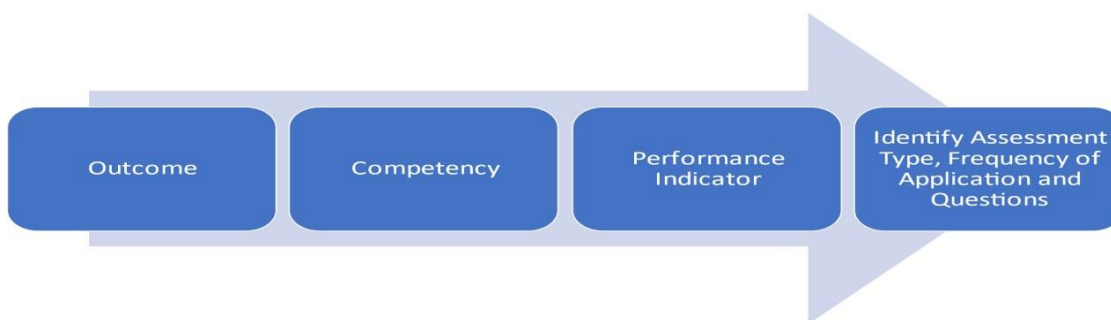 Outcome
Competency
Performance
Indicator
Identify Assessment
Type, Frequency of
Application and
Questions